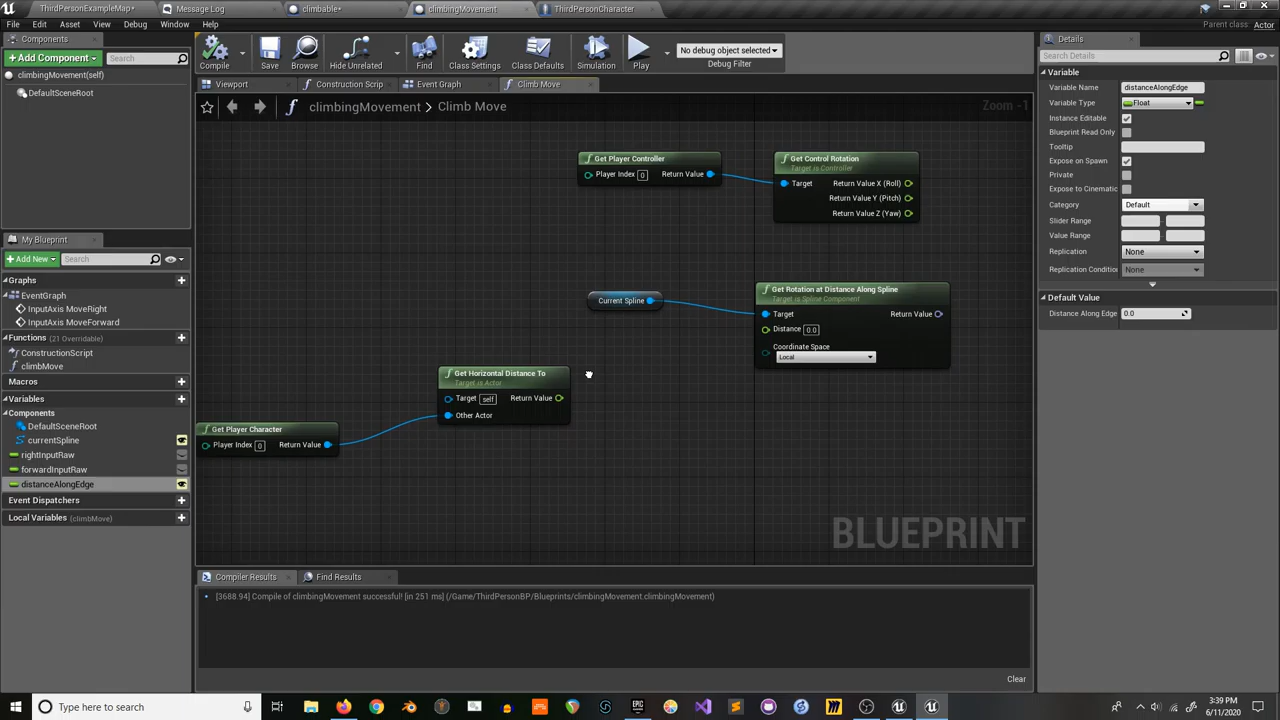 ThirdPersonExampleMap*
Message Log
climbable*
climbingMovement
ThirdPersonCharacter
File
Edit
Asset
View
Debug
Window
Help
Parent class:
Actor
Components
+Add Component
Search
climbingMovement(self)
DefaultSceneRoot
Compile
Save
Browse
Hide Unrelated
Find
Class Settings
Class Defaults
Simulation
Play
No debug object selected
Debug Filter
Viewport
Construction Scrip
Event Graph
Climb Move
climbingMovement
Climb Move
Zoom -1
Get Player Controller
Player Index 0
Return Value
Get Control Rotation
Target is Controller
Target
Return Value X (Roll)
Return Value Y (Pitch)
Return Value Z (Yaw)
Current Spline
Get Rotation at Distance Along Spline
Target is Spline Component
Target
Return Value
Distance 0.0
Coordinate Space
Local
Get Horizontal Distance To
Target is Actor
Target self
Return Value
Other Actor
Get Player Character
Player Index 0
Return Value
BLUEPRINT
My Blueprint
+Add New
Search
Graphs
EventGraph
InputAxis MoveRight
InputAxis MoveForward
Functions (21 Overridable)
ConstructionScript
climbMove
Macros
Variables
Components
DefaultSceneRoot
currentSpline
rightInputRaw
forwardInputRaw
distanceAlongEdge
Event Dispatchers
Local Variables (climbMove)
Compiler Results
Find Results
[3688.94] Compile of climbingMovement successful! [in 251 ms] (/Game/ThirdPersonBP/Blueprints/climbingMovement.climbingMovement)
Clear
Details
Search Details
Variable
Variable Name
distanceAlongEdge
Variable Type
Float
Instance Editable
Blueprint Read Only
Tooltip
Expose on Spawn
Private
Expose to Cinematic
Category
Default
Slider Range
Value Range
Replication
None
Replication Condition
None
Default Value
Distance Along Edge
0.0
Type here to search
3:39 PM
6/11/2020